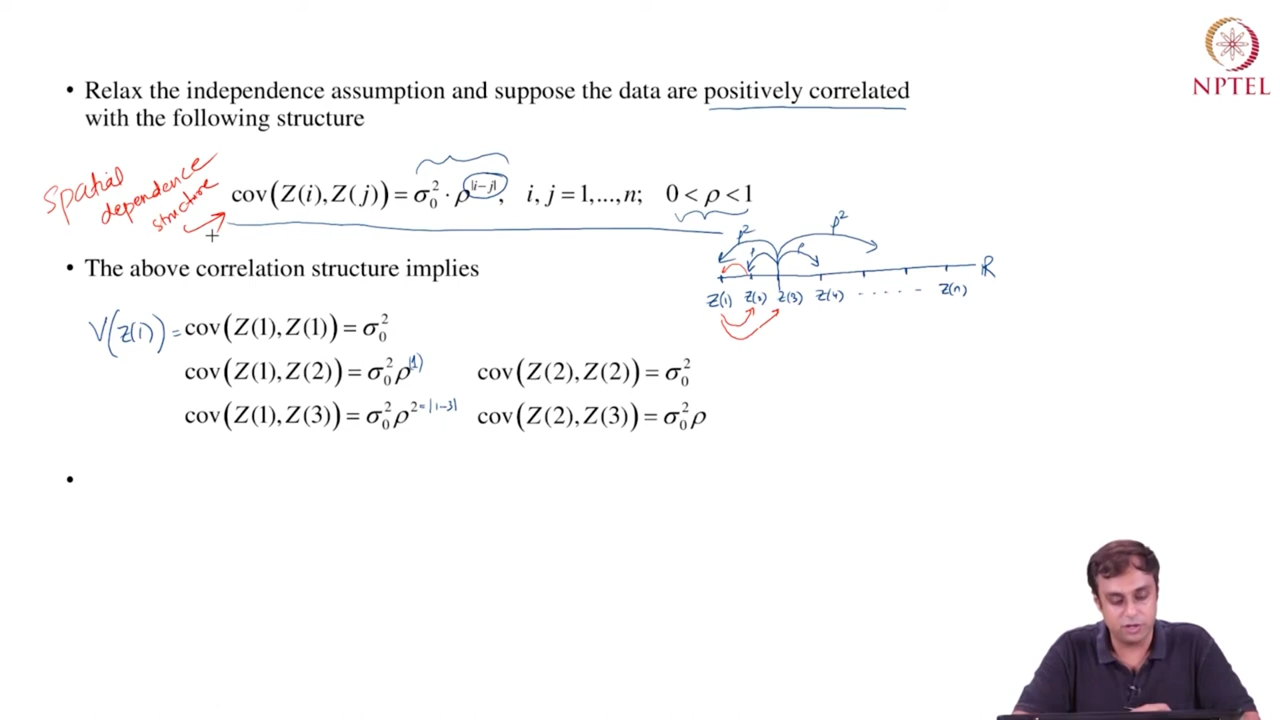 NPTEL
• Relax the independence assumption and suppose the data are positively correlated
with the following structure
Spatial
dependence
structure
cov(Z(i), Z(j)) = σ₀² · ρ^|i−j|, i, j = 1,...,n; 0 < ρ < 1
ρ² ρ ρ ρ²
ℝ
Z(1) Z(2) Z(3) Z(4) ...... Z(n)
• The above correlation structure implies
V(Z(1)) = cov(Z(1), Z(1)) = σ₀²
cov(Z(1), Z(2)) = σ₀²ρ^(1) cov(Z(2), Z(2)) = σ₀²
cov(Z(1), Z(3)) = σ₀²ρ^2=|1−3| cov(Z(2), Z(3)) = σ₀²ρ
•